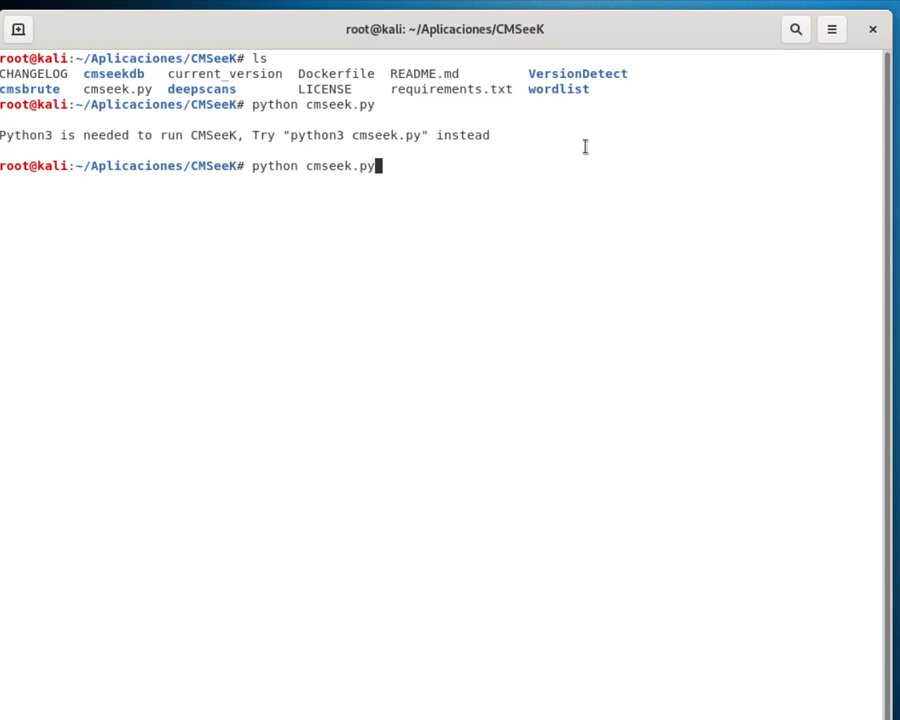 root@kali: ~/Aplicaciones/CMSeeK
root@kali:~/Aplicaciones/CMSeeK# ls
CHANGELOG  cmseekdb   current_version  Dockerfile  README.md         VersionDetect
cmsbrute   cmseek.py  deepscans        LICENSE     requirements.txt  wordlist
root@kali:~/Aplicaciones/CMSeeK# python cmseek.py
Python3 is needed to run CMSeeK, Try "python3 cmseek.py" instead
root@kali:~/Aplicaciones/CMSeeK# python cmseek.py